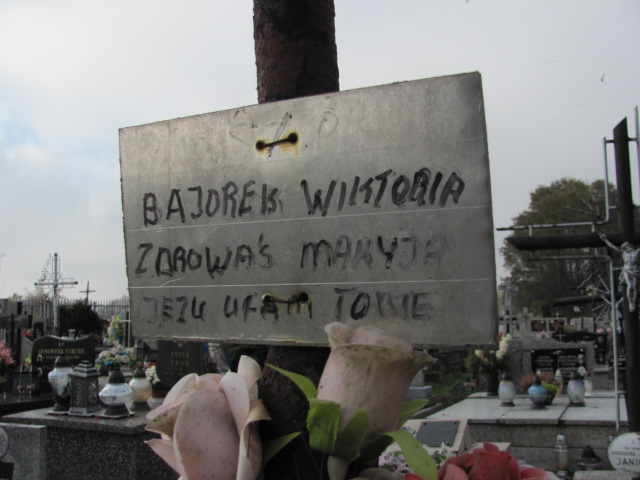 Ś.P.
BAJOREK WIKTORIA
ZDROWAŚ MARYJA
JEZU UFAM TOBIE